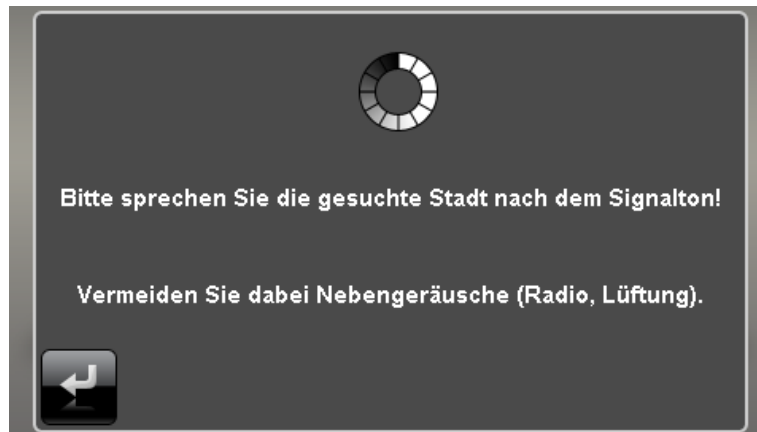 Bitte sprechen Sie die gesuchte Stadt nach dem Signalton!
Vermeiden Sie dabei Nebengeräusche (Radio, Lüftung).